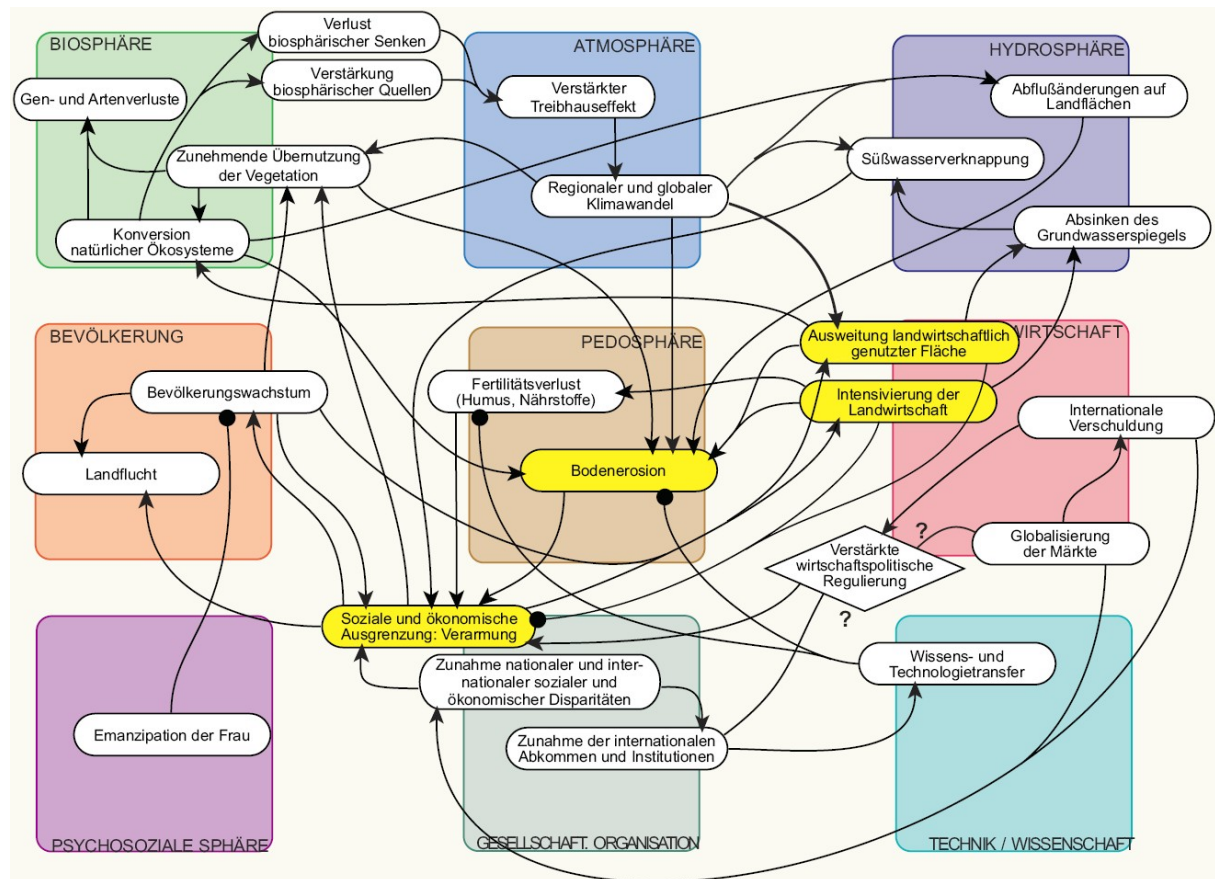 BIOSPHÄRE
Verlust
biosphärischer Senken
Verstärkung
biosphärischer Quellen
Gen- und Artenverluste
Zunehmende Übernutzung
der Vegetation
Konversion
natürlicher Ökosysteme
ATMOSPHÄRE
Verstärkter
Treibhauseffekt
Regionaler und globaler
Klimawandel
HYDROSPHÄRE
Abflußänderungen auf
Landflächen
Süßwasserverknappung
Absinken des
Grundwasserspiegels
BEVÖLKERUNG
Bevölkerungswachstum
Landflucht
PEDOSPHÄRE
Fertilitätsverlust
(Humus, Nährstoffe)
Bodenerosion
WIRTSCHAFT
Ausweitung landwirtschaftlich
genutzter Fläche
Intensivierung der
Landwirtschaft
Internationale
Verschuldung
Globalisierung
der Märkte
?
Verstärkte
wirtschaftspolitische
Regulierung
?
Soziale und ökonomische
Ausgrenzung: Verarmung
Zunahme nationaler und inter-
nationaler sozialer und
ökonomischer Disparitäten
Zunahme der internationalen
Abkommen und Institutionen
Wissens- und
Technologietransfer
Emanzipation der Frau
PSYCHOSOZIALE SPHÄRE
GESELLSCHAFT. ORGANISATION
TECHNIK / WISSENSCHAFT